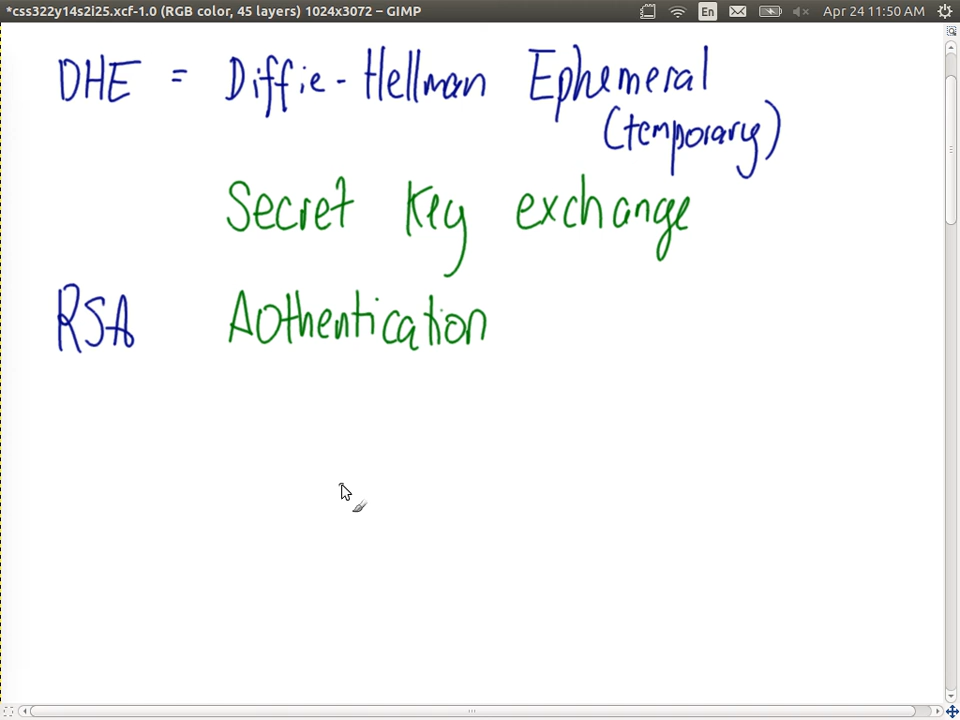 *css322y14s2i25.xcf-1.0 (RGB color, 45 layers) 1024x3072 – GIMP En Apr 24 11:50 AM
DHE = Diffie-Hellman Ephemeral
(temporary)
Secret Key exchange
RSA Authentication